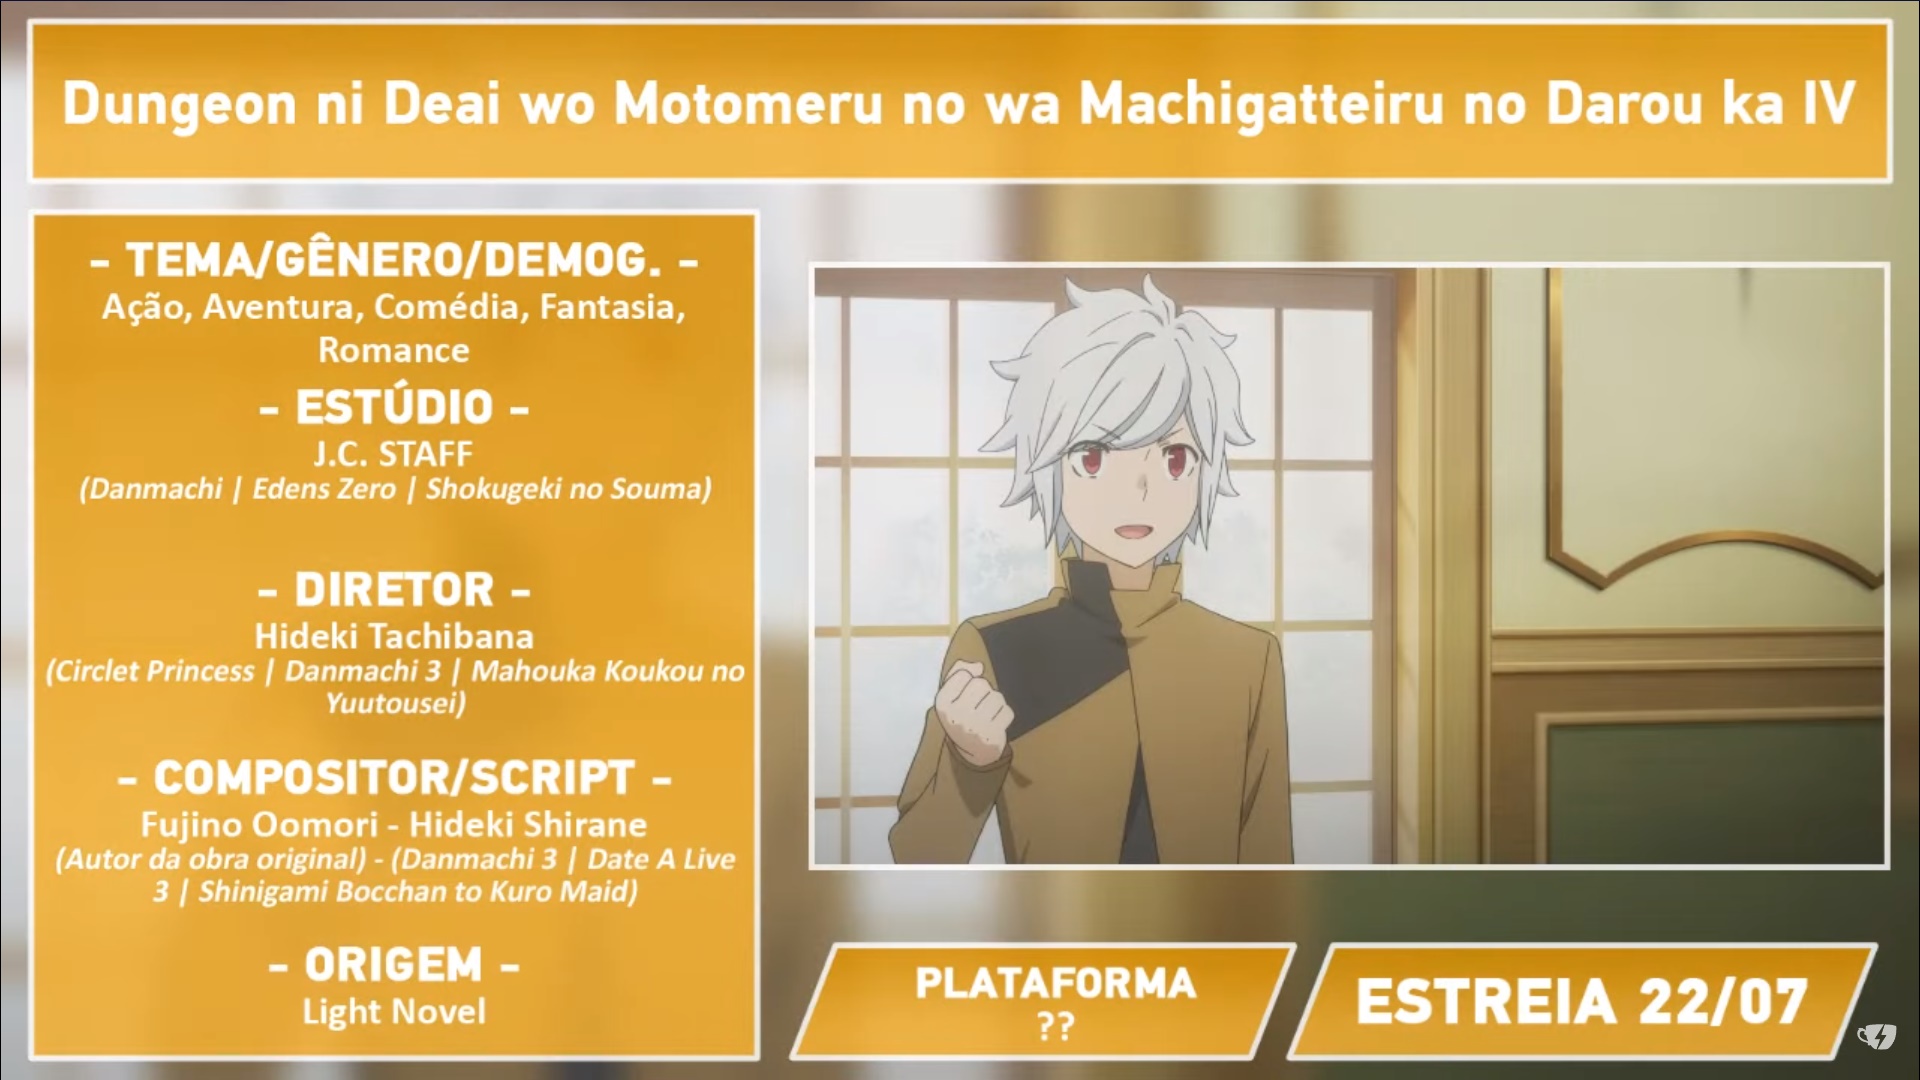 Dungeon ni Deai wo Motomeru no wa Machigatteiru no Darou ka IV
- TEMA/GÊNERO/DEMOG. -
Ação, Aventura, Comédia, Fantasia,
Romance
- ESTÚDIO -
J.C. STAFF
(Danmachi | Edens Zero | Shokugeki no Souma)
- DIRETOR -
Hideki Tachibana
(Circlet Princess | Danmachi 3 | Mahouka Koukou no
Yuutousei)
- COMPOSITOR/SCRIPT -
Fujino Oomori - Hideki Shirane
(Autor da obra original) - (Danmachi 3 | Date A Live
3 | Shinigami Bocchan to Kuro Maid)
- ORIGEM -
Light Novel
PLATAFORMA
??
ESTREIA 22/07